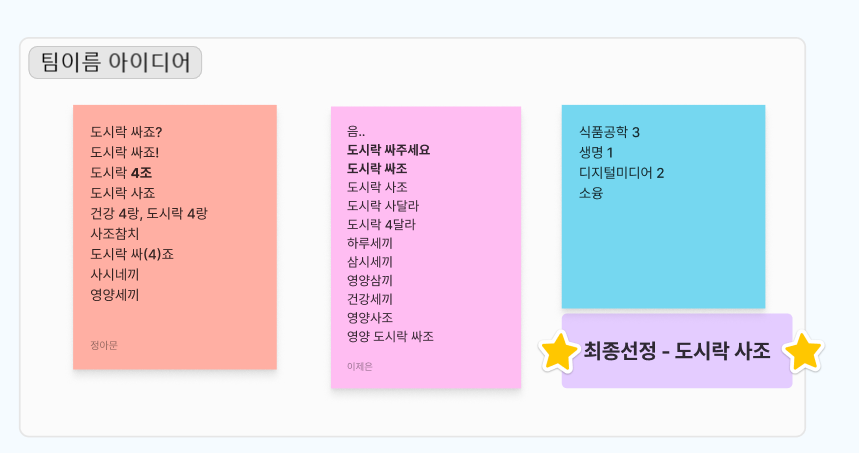 팀이름 아이디어
도시락 싸죠?
도시락 싸죠!
도시락 4조
도시락 사죠
건강 4랑, 도시락 4랑
사조참치
도시락 싸(4)죠
사시네끼
영양세끼
정아문
음..
도시락 싸주세요
도시락 싸조
도시락 사조
도시락 사달라
도시락 4달라
하루세끼
삼시세끼
영양삼끼
건강세끼
영양사조
영양 도시락 싸조
이제은
식품공학 3
생명 1
디지털미디어 2
소융
최종선정 - 도시락 사조